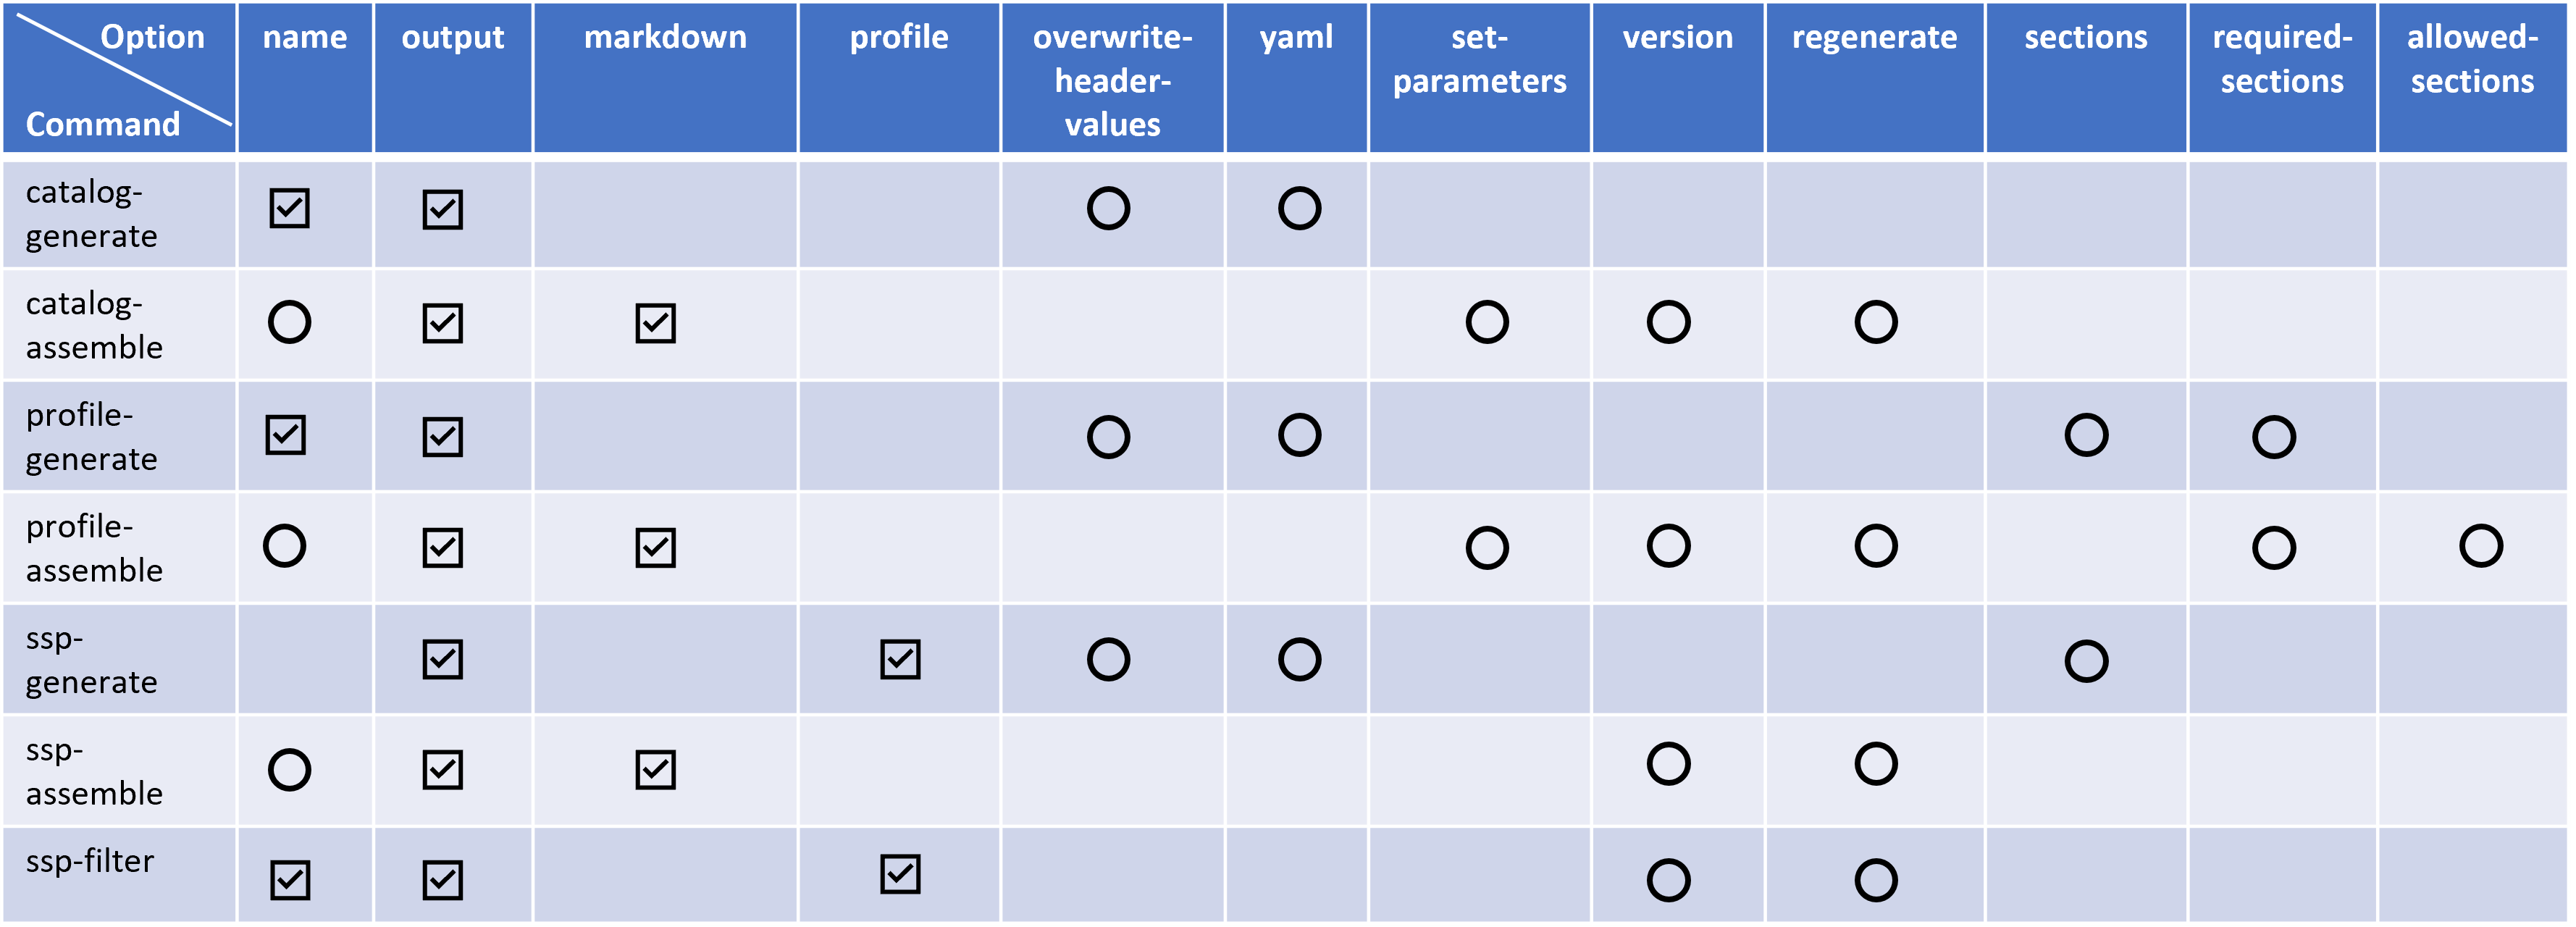 Option
Command
name
output
markdown
profile
overwrite-
header-
values
yaml
set-
parameters
version
regenerate
sections
required-
sections
allowed-
sections
catalog-
generate
catalog-
assemble
profile-
generate
profile-
assemble
ssp-
generate
ssp-
assemble
ssp-filter